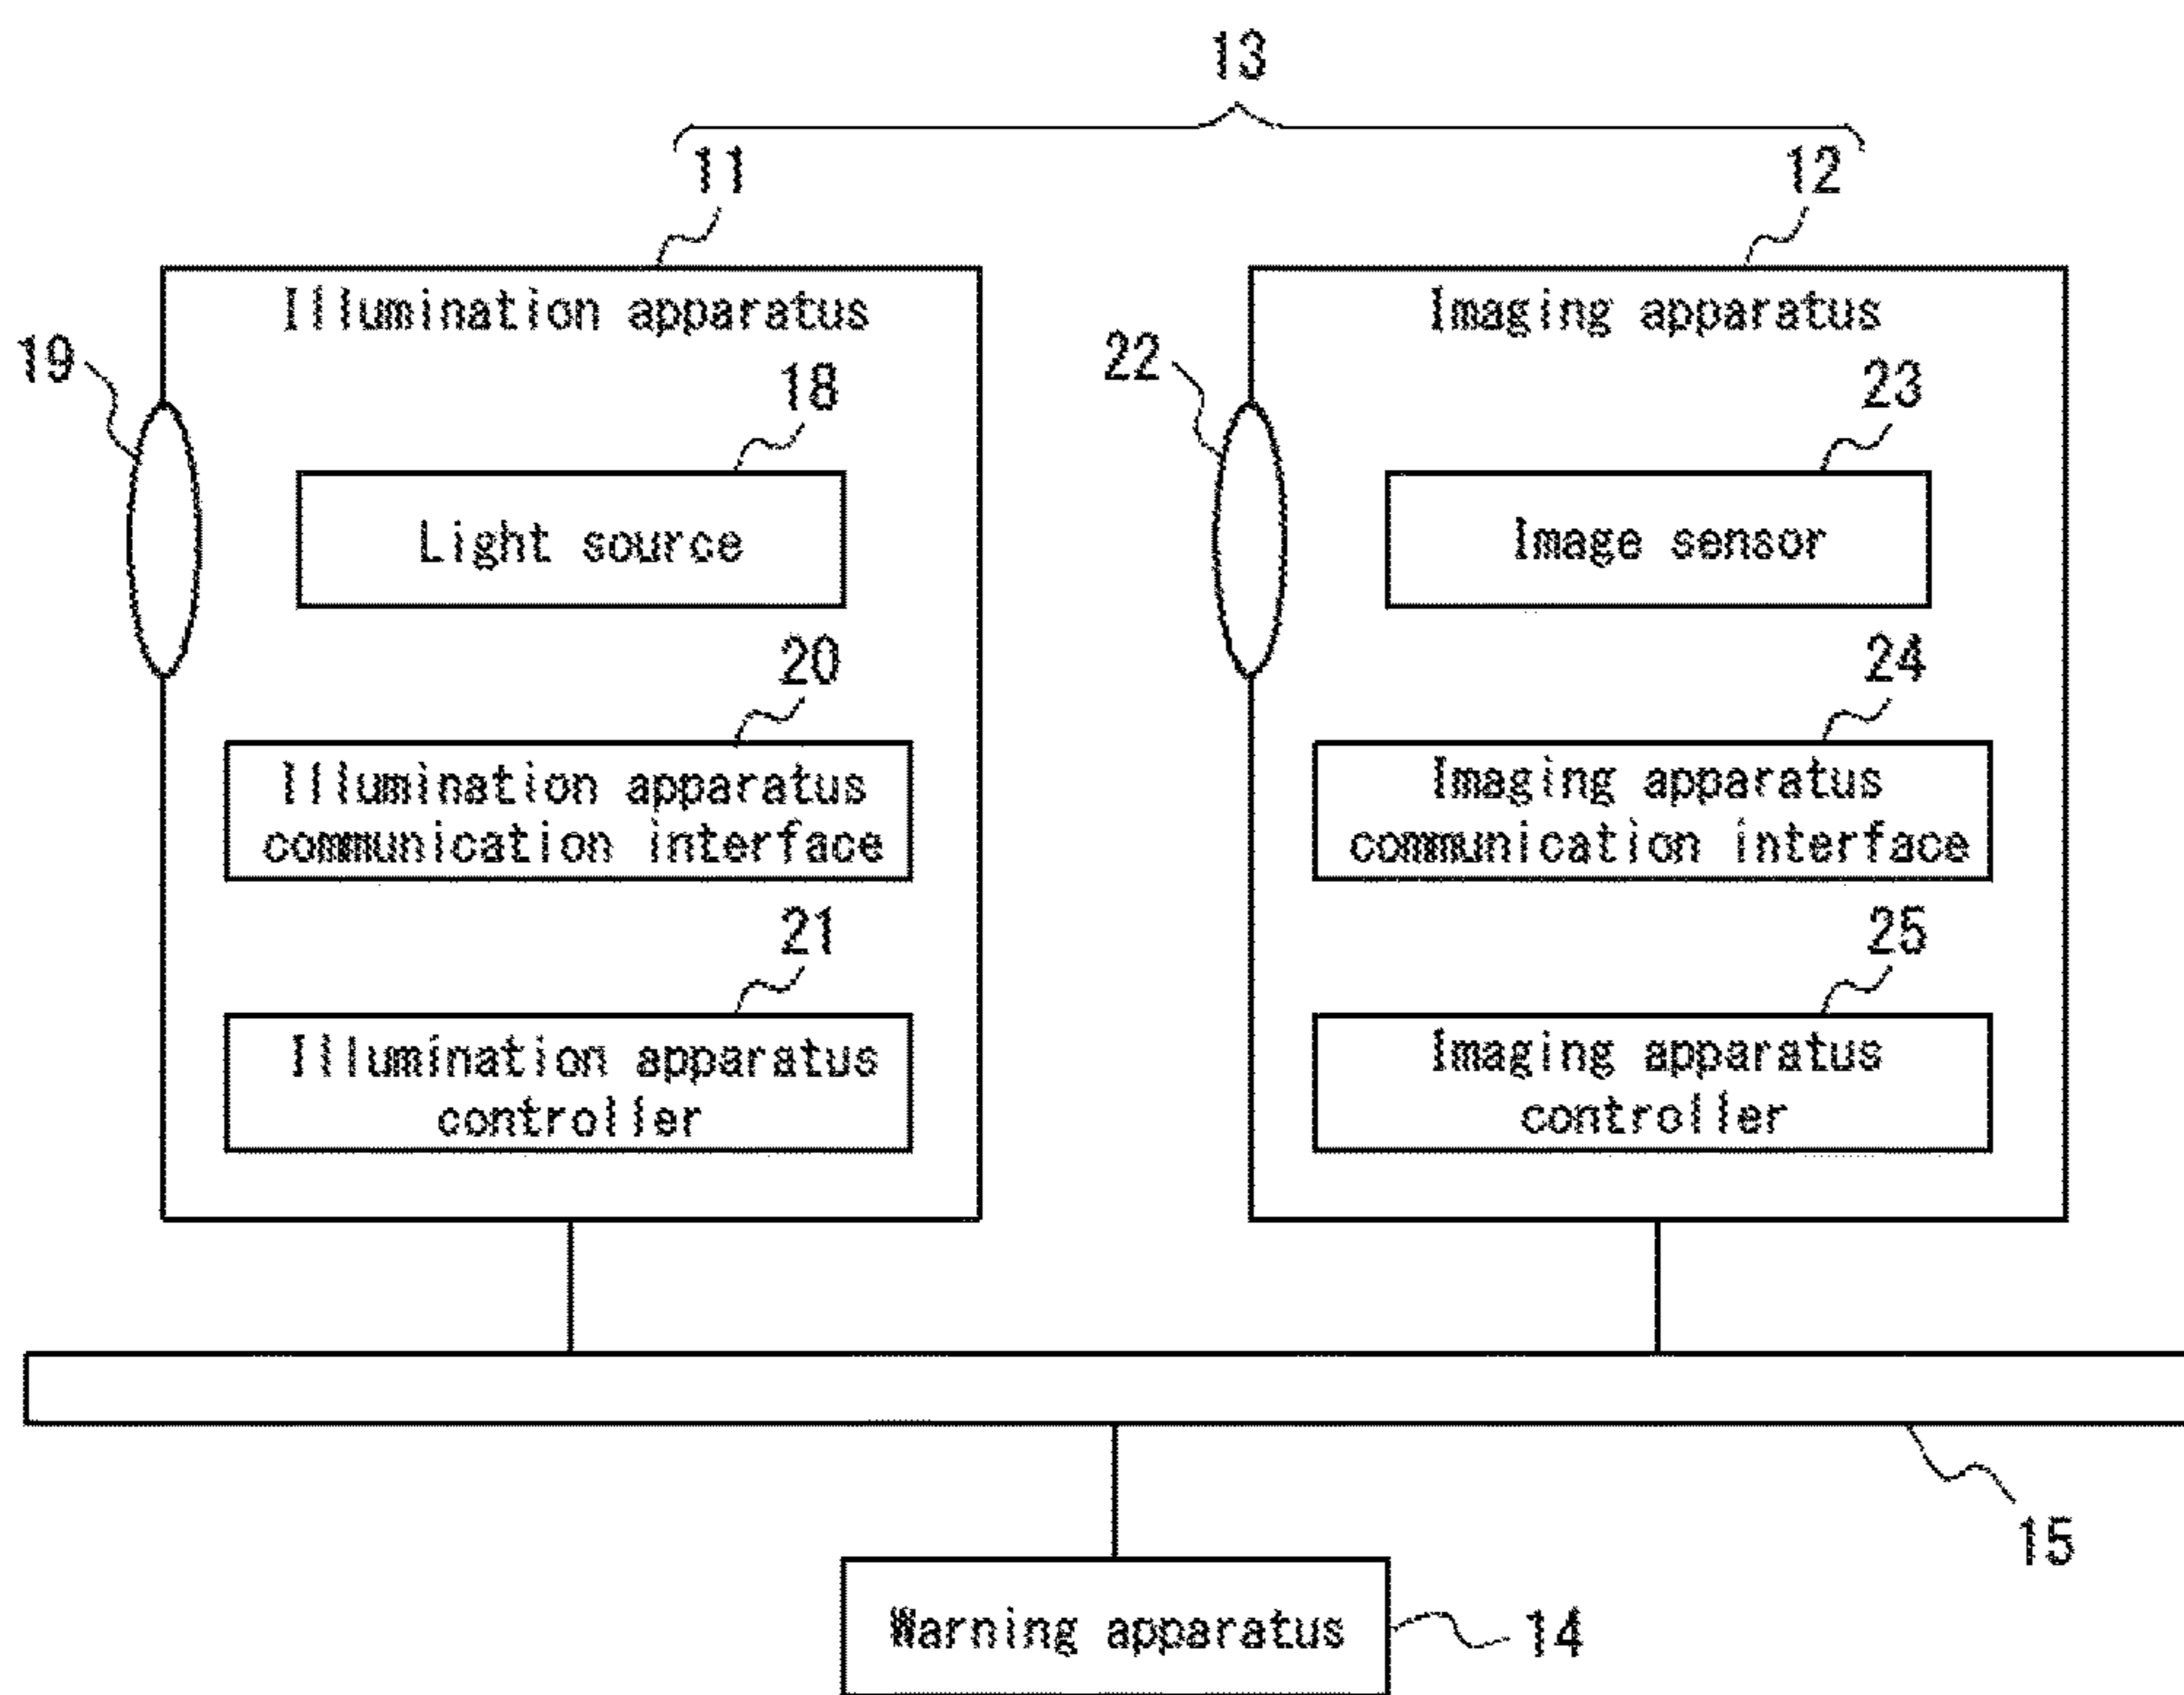 13
11
12
Illumination apparatus
Imaging apparatus
19
18
22
23
Light source
Image sensor
20
24
Illumination apparatus
communication interface
Imaging apparatus
communication interface
21
25
Illumination apparatus
controller
Imaging apparatus
controller
15
Warning apparatus
14